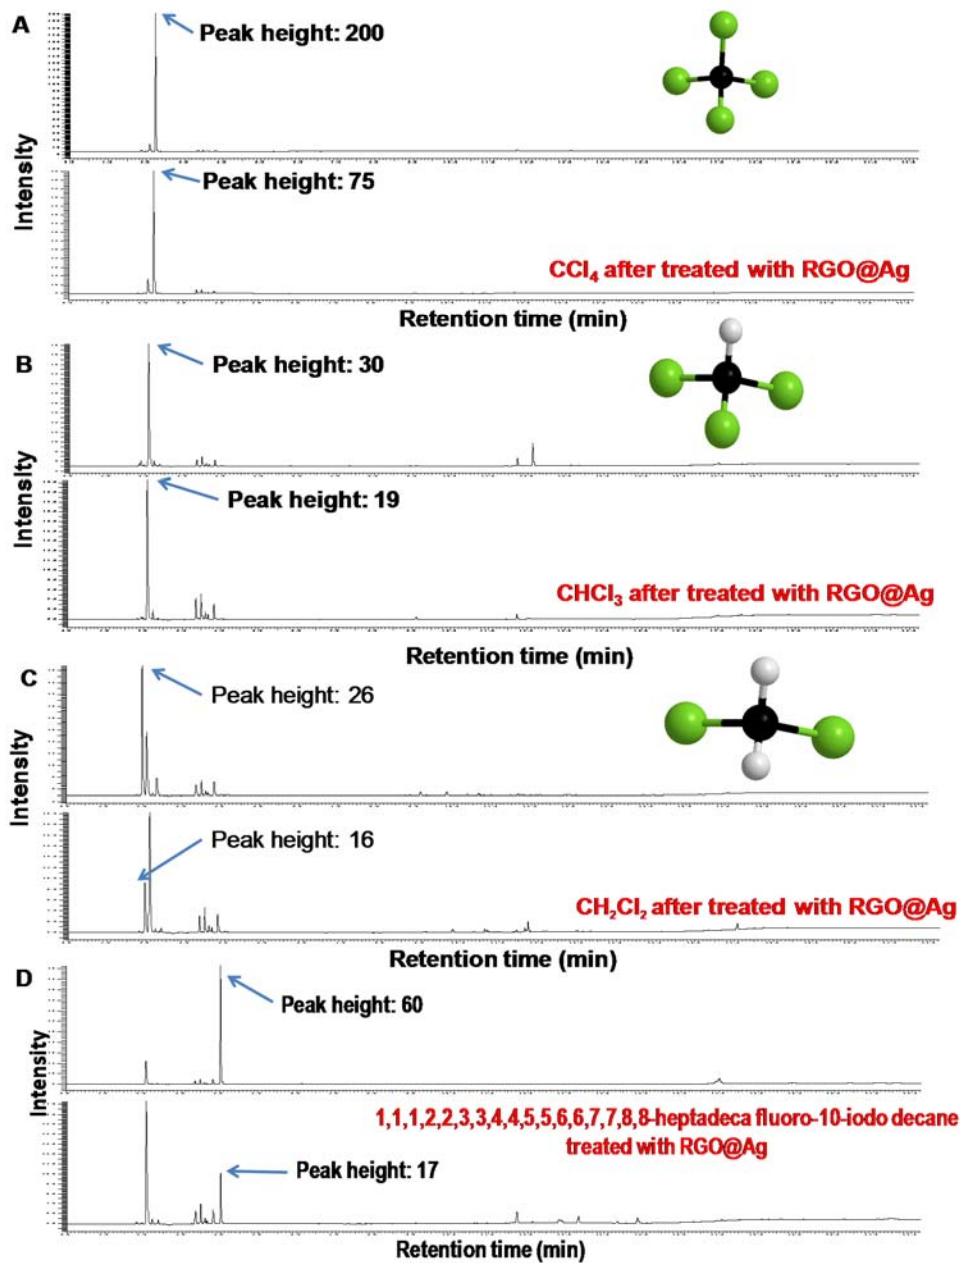 A
Peak height: 200
Intensity
Peak height: 75
CCl₄ after treated with RGO@Ag
Retention time (min)
B
Peak height: 30
Intensity
Peak height: 19
CHCl₃ after treated with RGO@Ag
Retention time (min)
C
Peak height: 26
Intensity
Peak height: 16
CH₂Cl₂ after treated with RGO@Ag
Retention time (min)
D
Peak height: 60
Intensity
1,1,1,2,2,3,3,4,4,5,5,6,6,7,7,8,8-heptadeca fluoro-10-iodo decane
treated with RGO@Ag
Peak height: 17
Retention time (min)